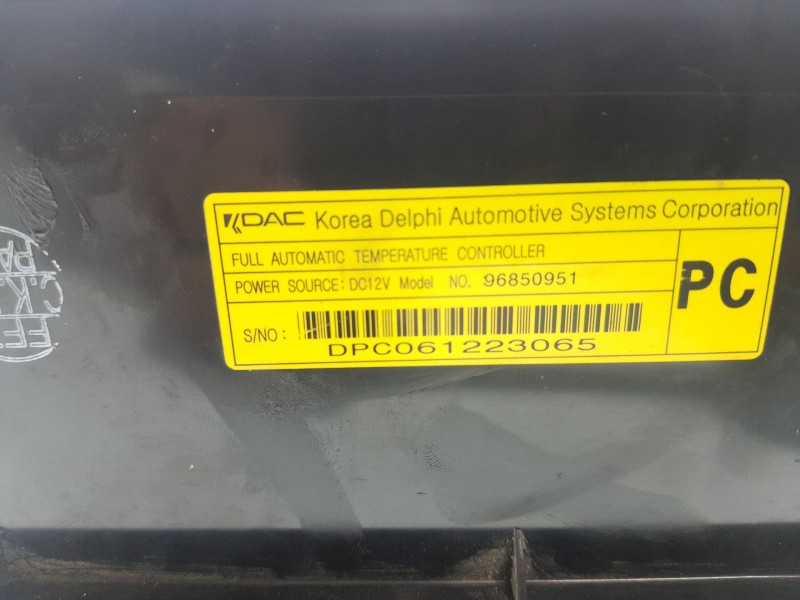 KDAC Korea Delphi Automotive Systems Corporation
FULL AUTOMATIC TEMPERATURE CONTROLLER
POWER SOURCE: DC12V Model NO. 96850951
PC
S/NO:
DPC061223065